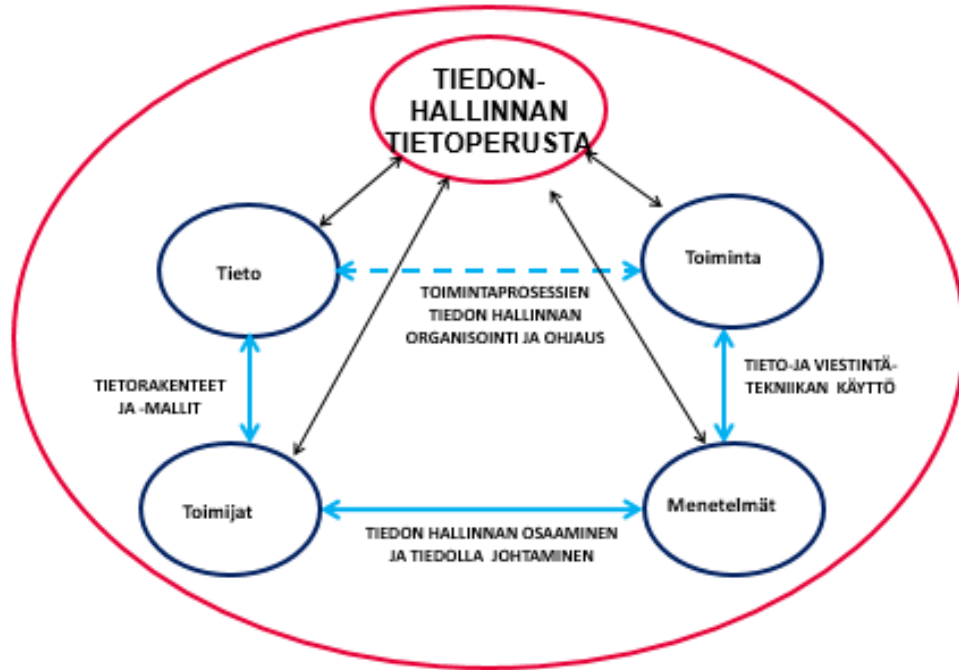 TIEDON-
HALLINNAN
TIETOPERUSTA
Tieto
Toiminta
TOIMINTAPROSESSIEN
TIEDON HALLINNAN
ORGANISOINTI JA OHJAUS
TIETORAKENTEET
JA -MALLIT
TIETO-JA VIESTINTÄ-
TEKNIIKAN KÄYTTÖ
Toimijat
Menetelmät
TIEDON HALLINNAN OSAAMINEN
JA TIEDOLLA JOHTAMINEN